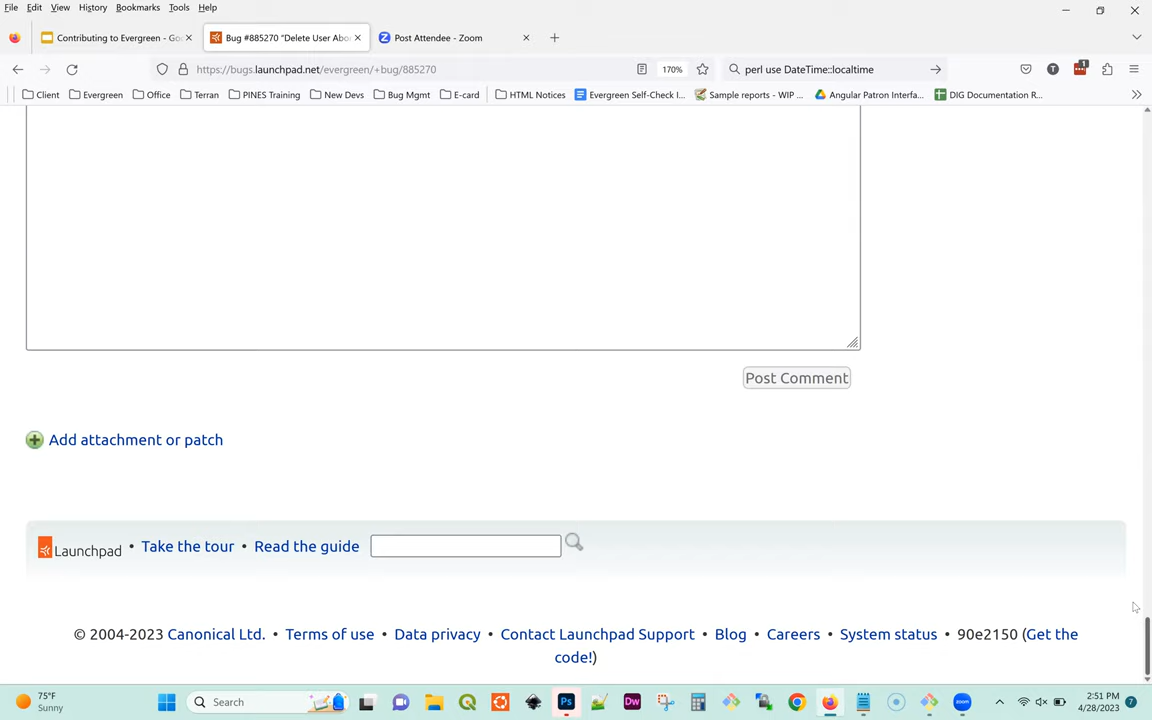 File Edit View History Bookmarks Tools Help
Contributing to Evergreen - Go
Bug #885270 "Delete User Abo
Post Attendee - Zoom
https://bugs.launchpad.net/evergreen/+bug/885270
170%
perl use DateTime::localtime
1
Client Evergreen Office Terran PINES Training New Devs Bug Mgmt E-card HTML Notices Evergreen Self-Check I... Sample reports - WIP ... Angular Patron Interfa... DIG Documentation R...
Post Comment
Add attachment or patch
Launchpad • Take the tour • Read the guide
© 2004-2023 Canonical Ltd. • Terms of use • Data privacy • Contact Launchpad Support • Blog • Careers • System status • 90e2150 (Get the
code!)
75°F
Sunny
Search
Ps
Dw
zoom
2:51 PM
4/28/2023
7